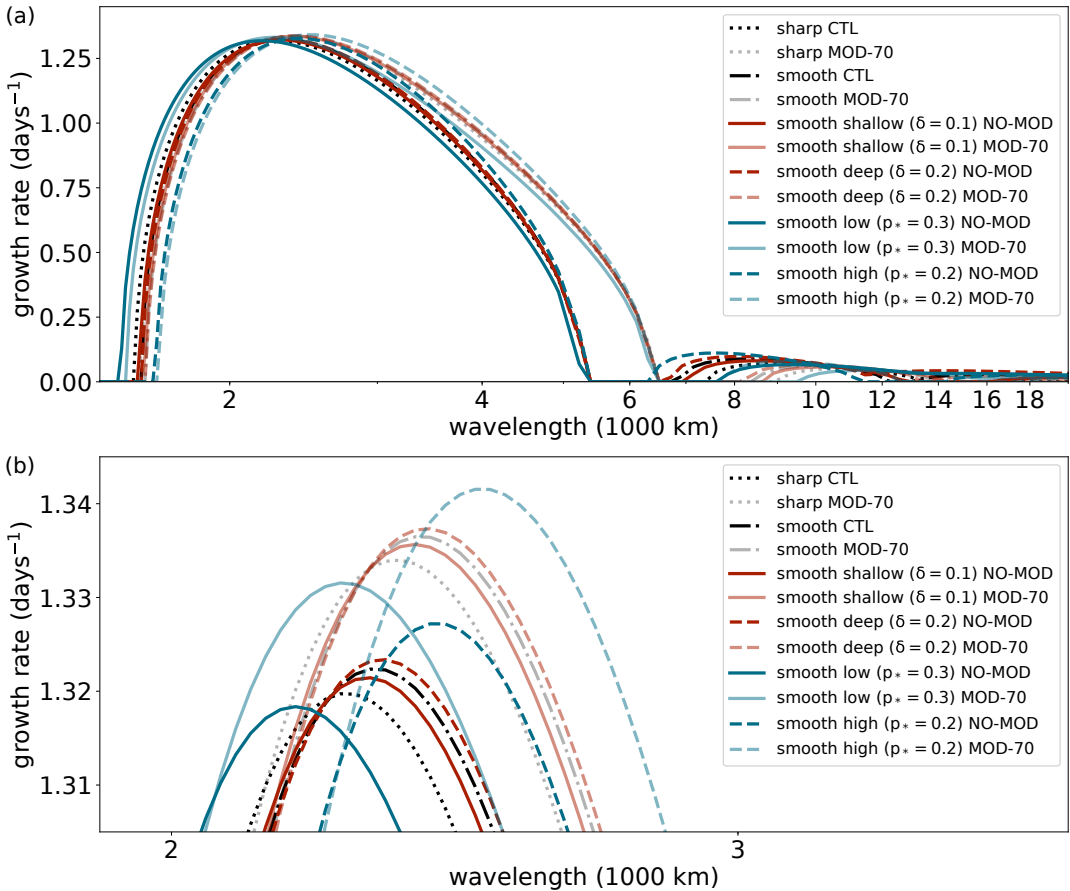 (a)
growth rate (days⁻¹)
1.25
1.00
0.75
0.50
0.25
0.00
sharp CTL
sharp MOD-70
smooth CTL
smooth MOD-70
smooth shallow (δ = 0.1) NO-MOD
smooth shallow (δ = 0.1) MOD-70
smooth deep (δ = 0.2) NO-MOD
smooth deep (δ = 0.2) MOD-70
smooth low (p* = 0.3) NO-MOD
smooth low (p* = 0.3) MOD-70
smooth high (p* = 0.2) NO-MOD
smooth high (p* = 0.2) MOD-70
2 4 6 8 10 12 14 16 18
wavelength (1000 km)
(b)
growth rate (days⁻¹)
1.34
1.33
1.32
1.31
sharp CTL
sharp MOD-70
smooth CTL
smooth MOD-70
smooth shallow (δ = 0.1) NO-MOD
smooth shallow (δ = 0.1) MOD-70
smooth deep (δ = 0.2) NO-MOD
smooth deep (δ = 0.2) MOD-70
smooth low (p* = 0.3) NO-MOD
smooth low (p* = 0.3) MOD-70
smooth high (p* = 0.2) NO-MOD
smooth high (p* = 0.2) MOD-70
2 3
wavelength (1000 km)